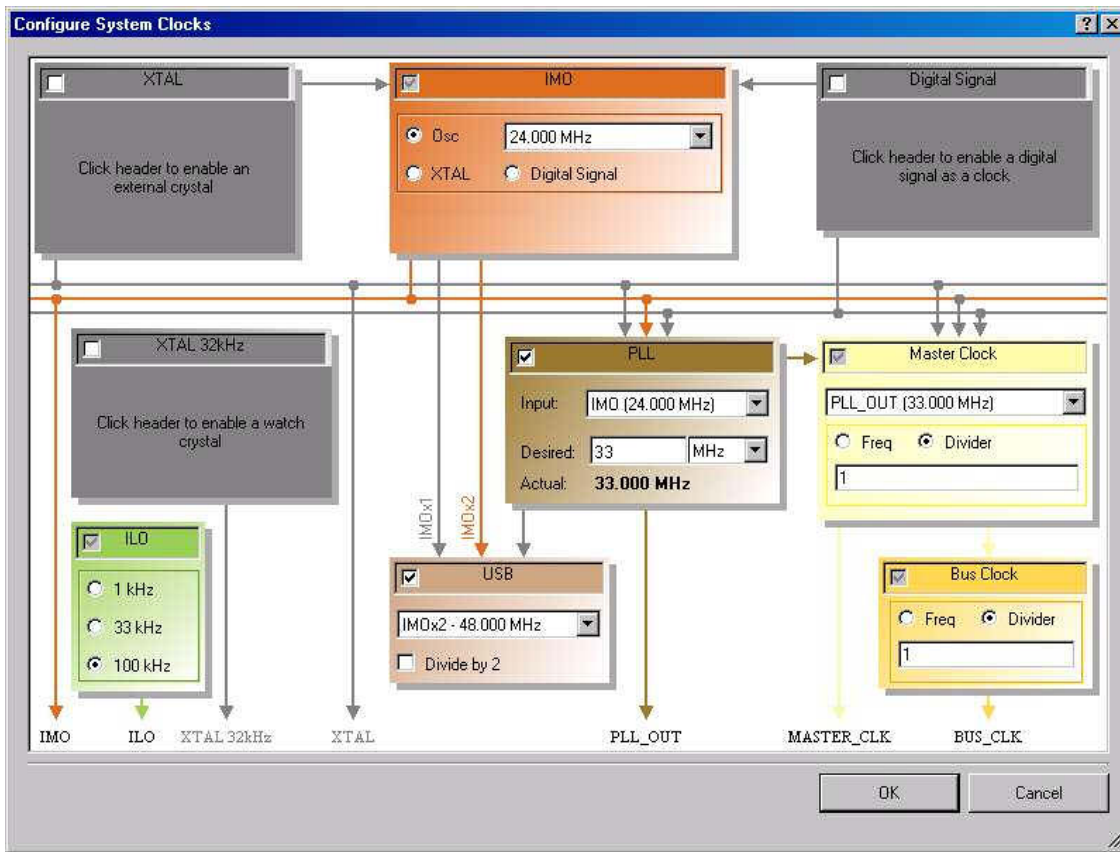 Configure System Clocks
XTAL
Click header to enable an
external crystal
IMO
Osc
24.000 MHz
XTAL
Digital Signal
Digital Signal
Click header to enable a digital
signal as a clock
XTAL 32kHz
Click header to enable a watch
crystal
PLL
Input:
IMO (24.000 MHz)
Desired:
33
MHz
Actual:
33.000 MHz
Master Clock
PLL_OUT (33.000 MHz)
Freq
Divider
1
IMOx1
IMOx2
ILO
1 kHz
33 kHz
100 kHz
USB
IMOx2 - 48.000 MHz
Divide by 2
Bus Clock
Freq
Divider
1
IMO
ILO
XTAL 32kHz
XTAL
PLL_OUT
MASTER_CLK
BUS_CLK
OK
Cancel